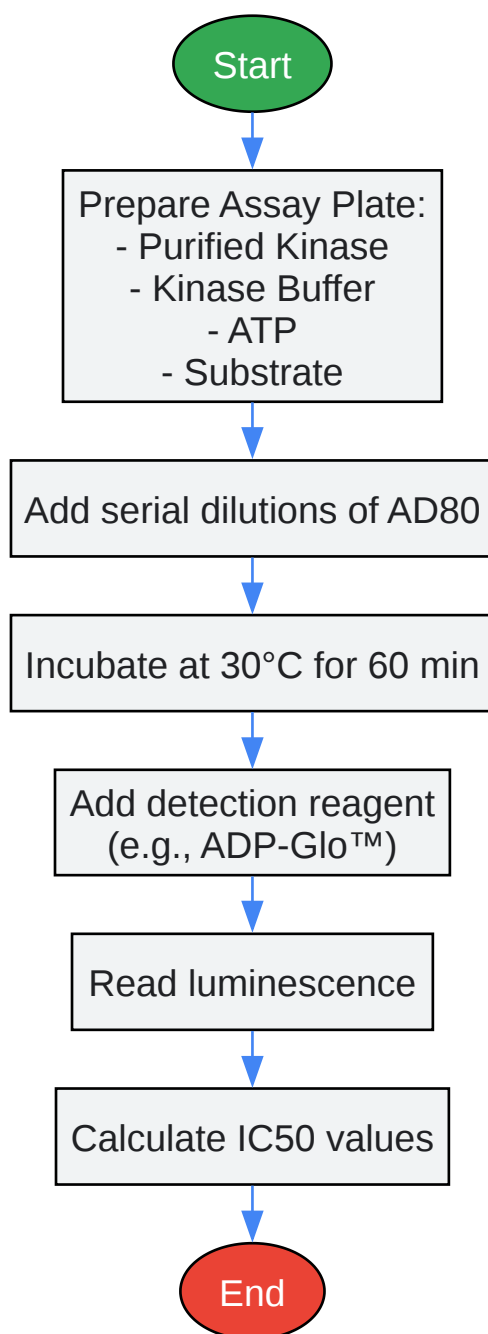 Start
Prepare Assay Plate:
- Purified Kinase
- Kinase Buffer
- ATP
- Substrate
Add serial dilutions of AD80
Incubate at 30°C for 60 min
Add detection reagent
(e.g., ADP-Glo™)
Read luminescence
Calculate IC50 values
End